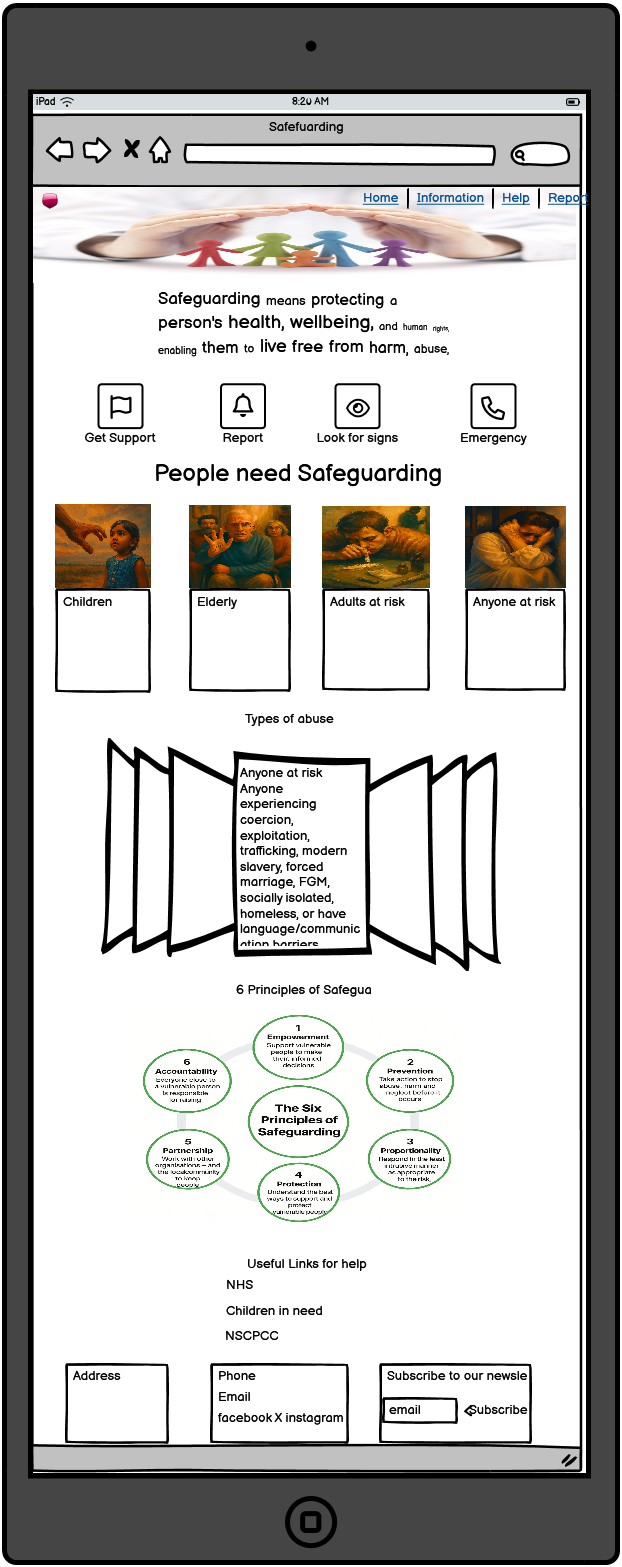 iPad
8:20 AM
Safefuarding
Home
Information
Help
Report
Safeguarding means protecting a
person's health, wellbeing, and human rights,
enabling them to live free from harm, abuse,
Get Support
Report
Look for signs
Emergency
People need Safeguarding
Children
Elderly
Adults at risk
Anyone at risk
Types of abuse
Anyone at risk
Anyone
experiencing
coercion,
exploitation,
trafficking, modern
slavery, forced
marriage, FGM,
socially isolated,
homeless, or have
language/communic
ation barriers
6 Principles of Safegua
1
Empowerment
Support vulnerable
people to make
their informed
decisions
2
Prevention
Take action to stop
abuse, harm and
neglect before it
occurs
3
Proportionality
Respond in the least
intrusive manner
as appropriate
to the risk,
4
Protection
Understand the best
ways to support and
protect
vulnerable people
5
Partnership
Work with other
organisations – and
the local community
to keep
people
6
Accountability
Everyone close to
a vulnerable person
is responsible
for raising
The Six
Principles of
Safeguarding
Useful Links for help
NHS
Children in need
NSCPCC
Address
Phone
Email
facebook X instagram
Subscribe to our newsle
email
Subscribe